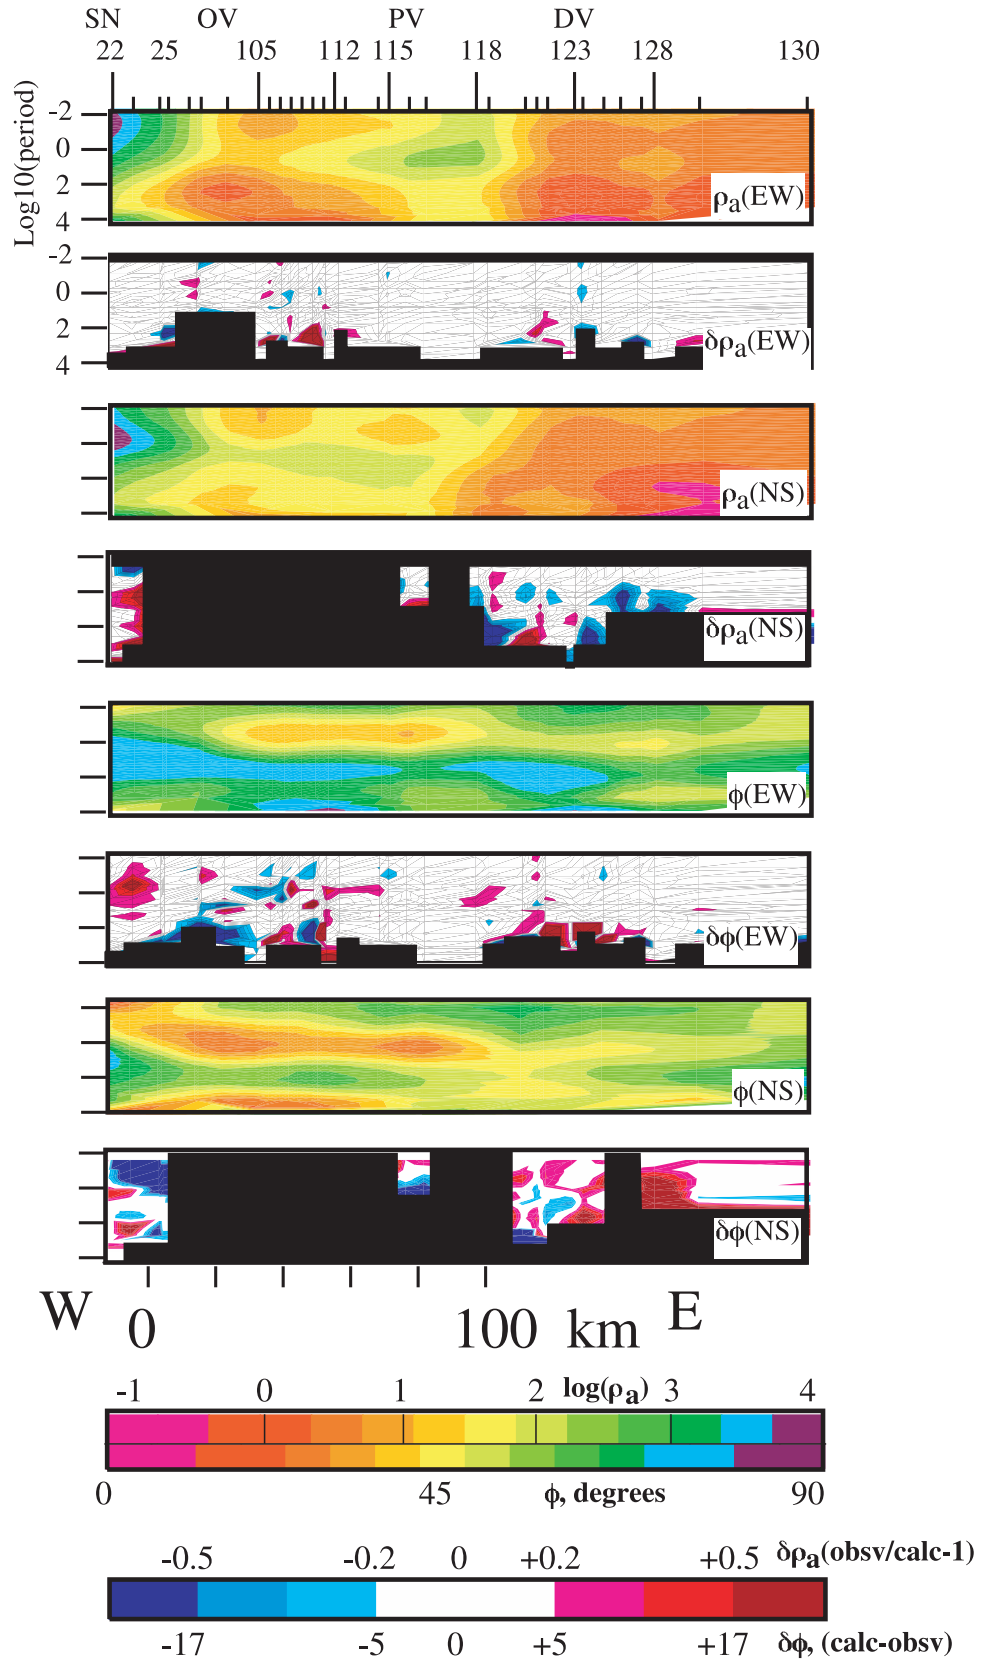 SN OV PV DV
22 25 105 112 115 118 123 128 130
Log10(period)
-2
0
2
4
ρa(EW)
-2
0
2
4
δρa(EW)
ρa(NS)
δρa(NS)
ϕ(EW)
δϕ(EW)
ϕ(NS)
δϕ(NS)
W 0 100 km E
-1 0 1 2 log(ρa) 3 4
0 45 ϕ, degrees 90
-0.5 -0.2 0 +0.2 +0.5 δρa(obsv/calc-1)
-17 -5 0 +5 +17 δϕ, (calc-obsv)